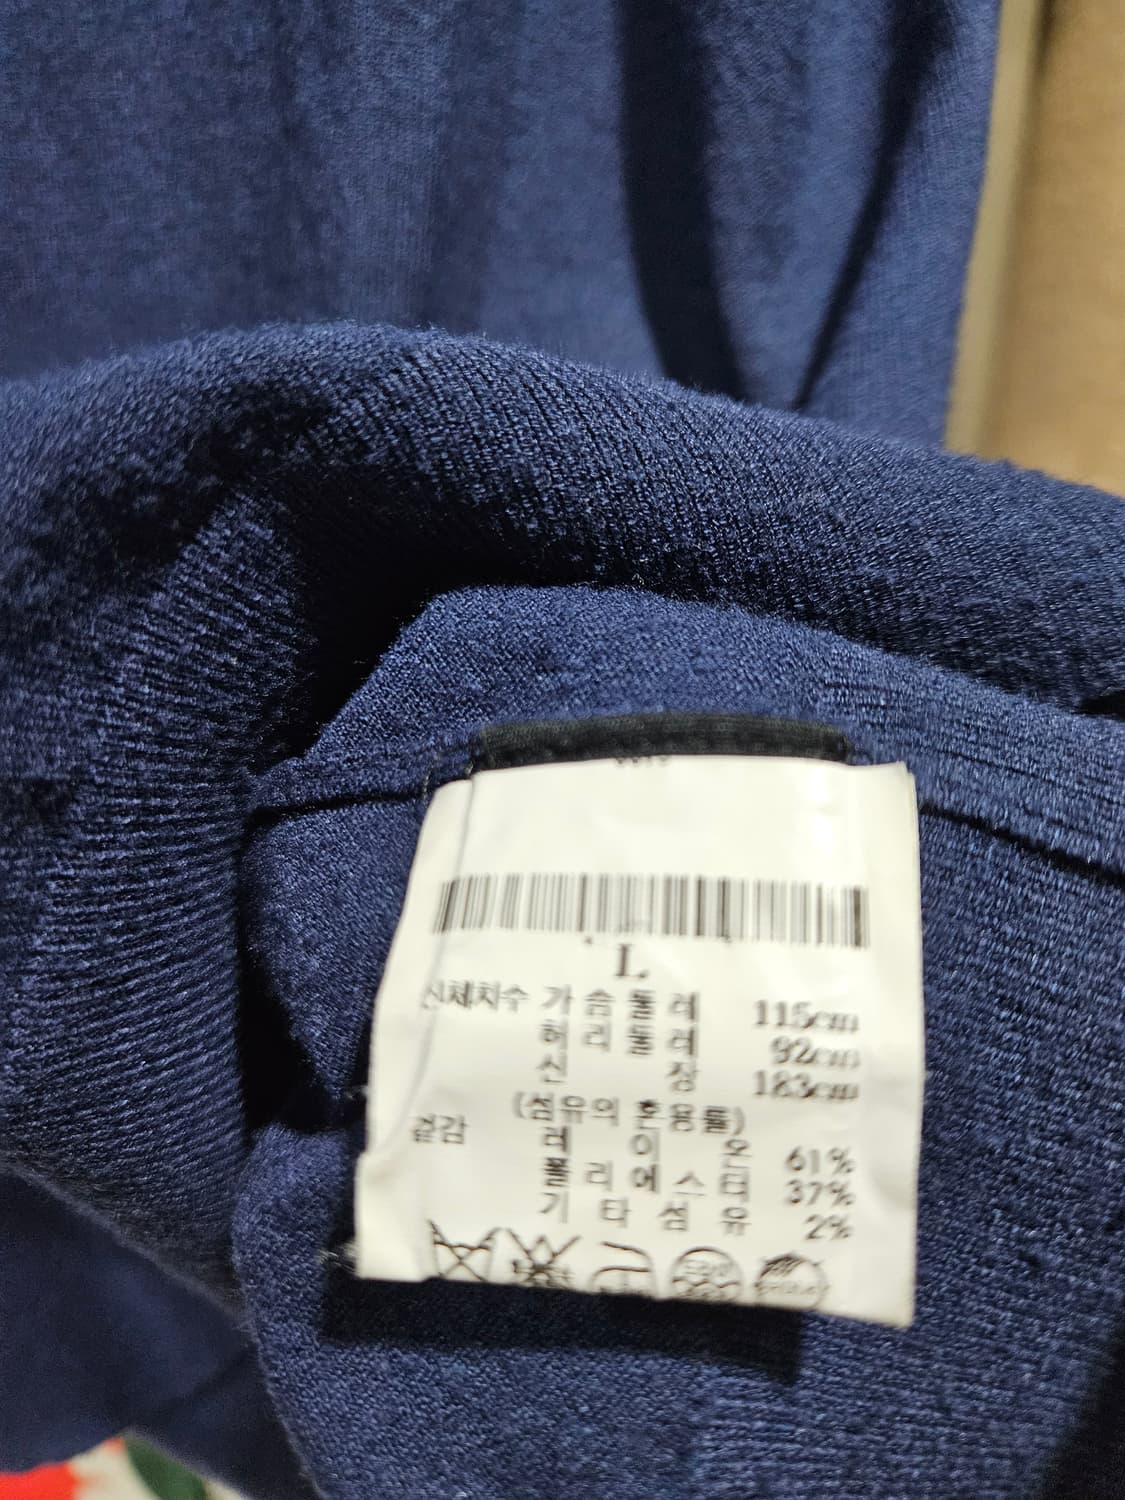 L
신체치수 가슴둘레 115cm
허리둘레 92cm
신장 183cm
(섬유의 혼용률)
겉감 레이온 61%
폴리에스터 37%
기타섬유 2%